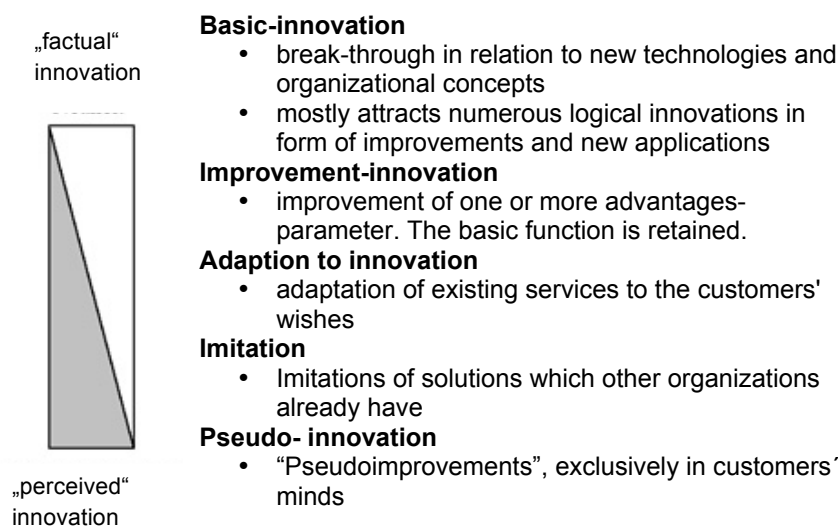 „factual“
innovation
Basic-innovation
• break-through in relation to new technologies and
organizational concepts
• mostly attracts numerous logical innovations in
form of improvements and new applications
Improvement-innovation
• improvement of one or more advantages-
parameter. The basic function is retained.
Adaption to innovation
• adaptation of existing services to the customers'
wishes
Imitation
• Imitations of solutions which other organizations
already have
Pseudo- innovation
• “Pseudoimprovements”, exclusively in customers´
minds
„perceived“
innovation